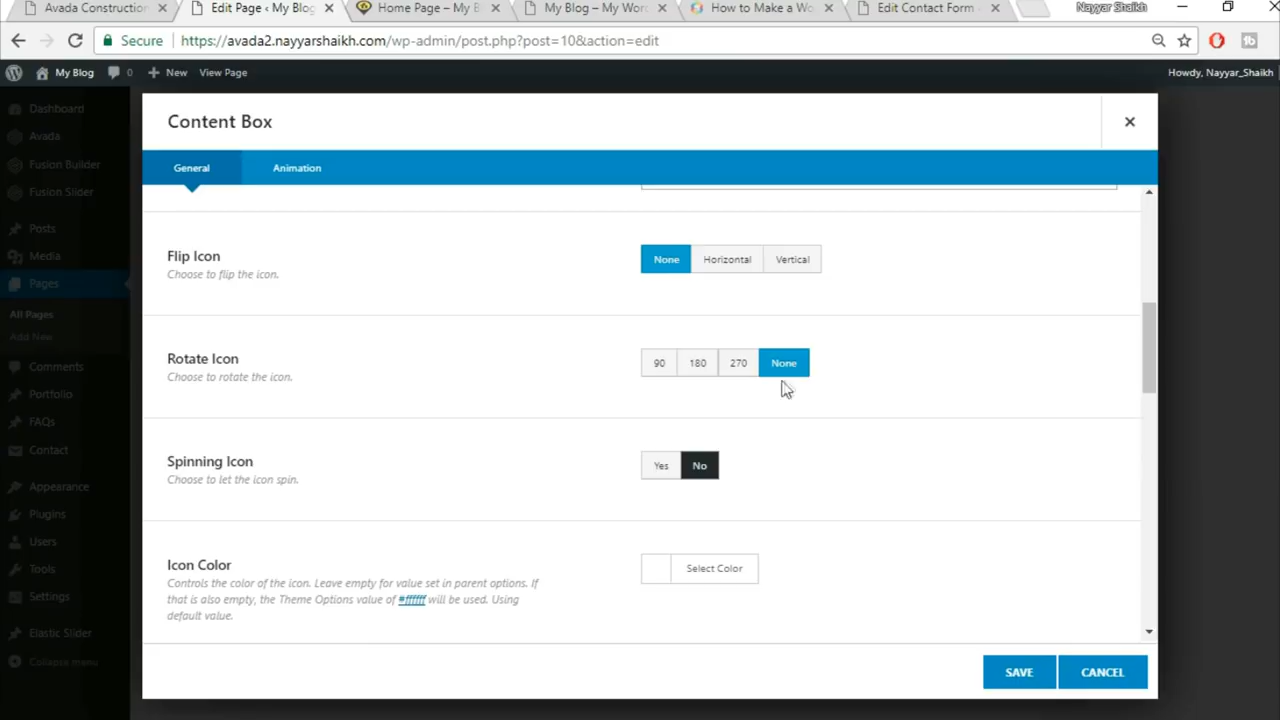 Avada Construction
Edit Page ‹ My Blog
Home Page – My B
My Blog – My Wor
How to Make a Wo
Edit Contact Form
Nayyar Shaikh
Secure
https://avada2.nayyarshaikh.com/wp-admin/post.php?post=10&action=edit
My Blog
0
New
View Page
Howdy, Nayyar_Shaikh
Dashboard
Avada
Fusion Builder
Fusion Slider
Posts
Media
Pages
All Pages
Add New
Comments
Portfolio
FAQs
Contact
Appearance
Plugins
Users
Tools
Settings
Elastic Slider
Collapse menu
Content Box
General
Animation
Flip Icon
Choose to flip the icon.
None
Horizontal
Vertical
Rotate Icon
Choose to rotate the icon.
90
180
270
None
Spinning Icon
Choose to let the icon spin.
Yes
No
Icon Color
Controls the color of the icon. Leave empty for value set in parent options. If
that is also empty, the Theme Options value of #ffffff will be used. Using
default value.
Select Color
SAVE
CANCEL